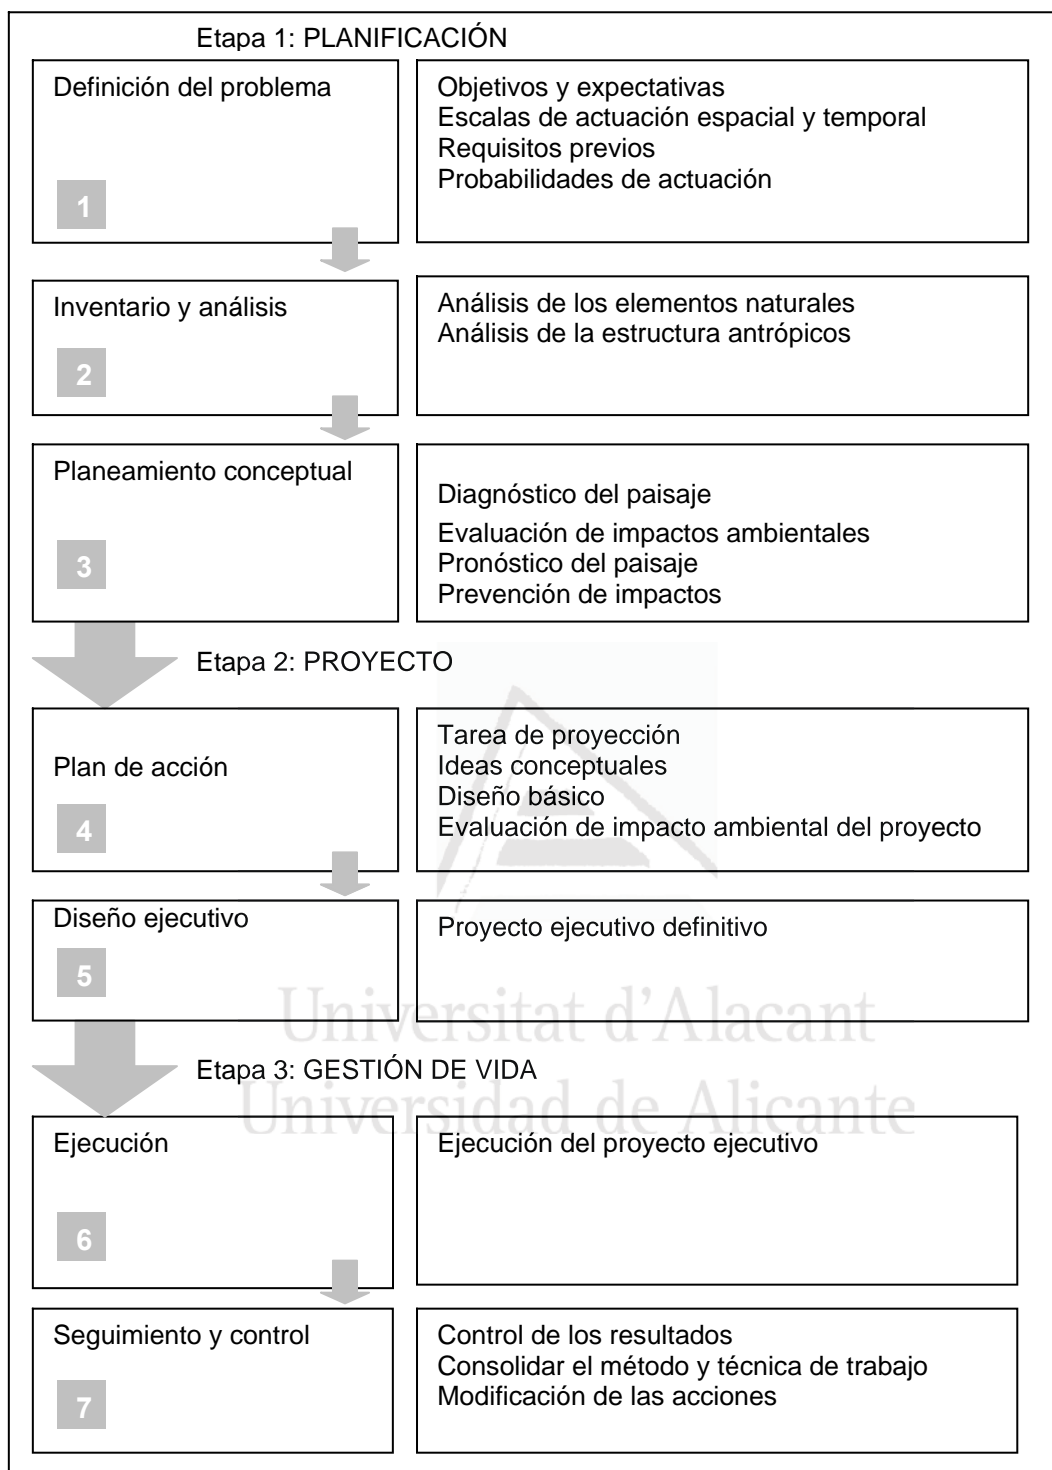 Etapa 1: PLANIFICACIÓN
Definición del problema
1
Objetivos y expectativas
Escalas de actuación espacial y temporal
Requisitos previos
Probabilidades de actuación
Inventario y análisis
2
Análisis de los elementos naturales
Análisis de la estructura antrópicos
Planeamiento conceptual
3
Diagnóstico del paisaje
Evaluación de impactos ambientales
Pronóstico del paisaje
Prevención de impactos
Etapa 2: PROYECTO
Plan de acción
4
Tarea de proyección
Ideas conceptuales
Diseño básico
Evaluación de impacto ambiental del proyecto
Diseño ejecutivo
5
Proyecto ejecutivo definitivo
Universitat d'Alacant
Etapa 3: GESTIÓN DE VIDA
Universidad de Alicante
Ejecución
6
Ejecución del proyecto ejecutivo
Seguimiento y control
7
Control de los resultados
Consolidar el método y técnica de trabajo
Modificación de las acciones